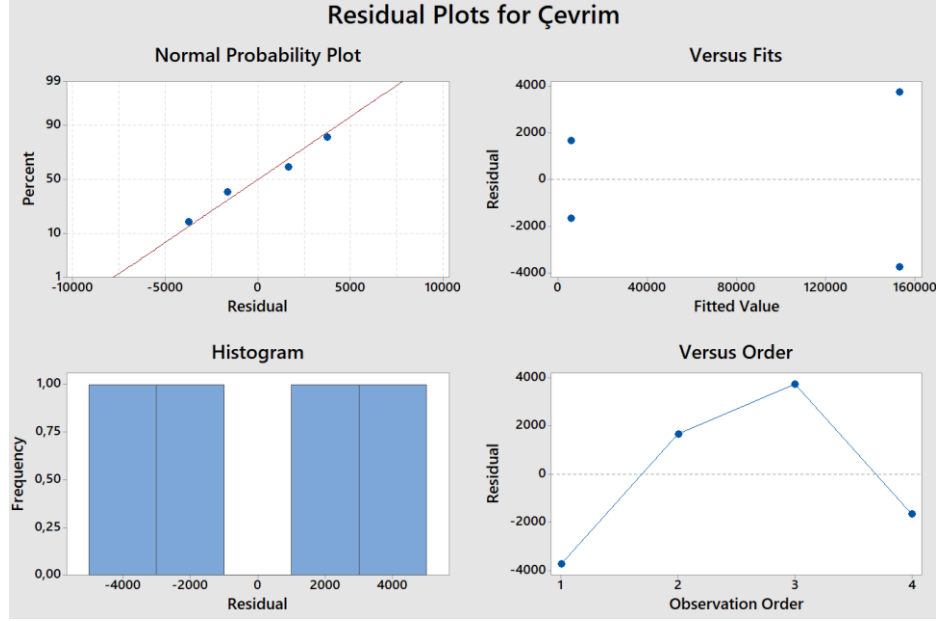 Residual Plots for Çevrim
Normal Probability Plot
99
90
50
10
1
Percent
-10000 -5000 0 5000 10000
Residual
Versus Fits
4000
2000
0
-2000
-4000
Residual
0 40000 80000 120000 160000
Fitted Value
Histogram
1,00
0,75
0,50
0,25
0,00
Frequency
-4000 -2000 0 2000 4000
Residual
Versus Order
4000
2000
0
-2000
-4000
Residual
1 2 3 4
Observation Order